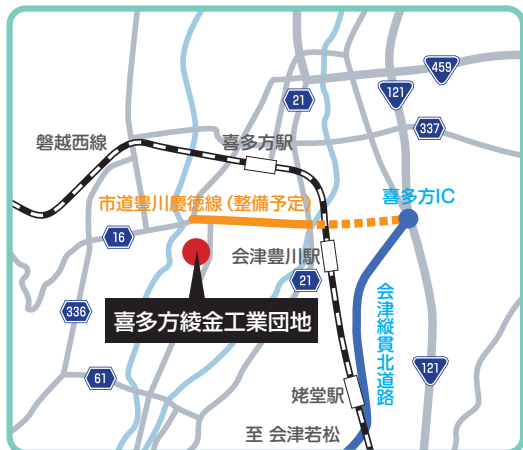 459
121
21
337
磐越西線
喜多方駅
市道豊川慶徳線(整備予定)
喜多方IC
16
会津豊川駅
21
336
喜多方綾金工業団地
会津縦貫北道路
61
121
姥堂駅
至 会津若松